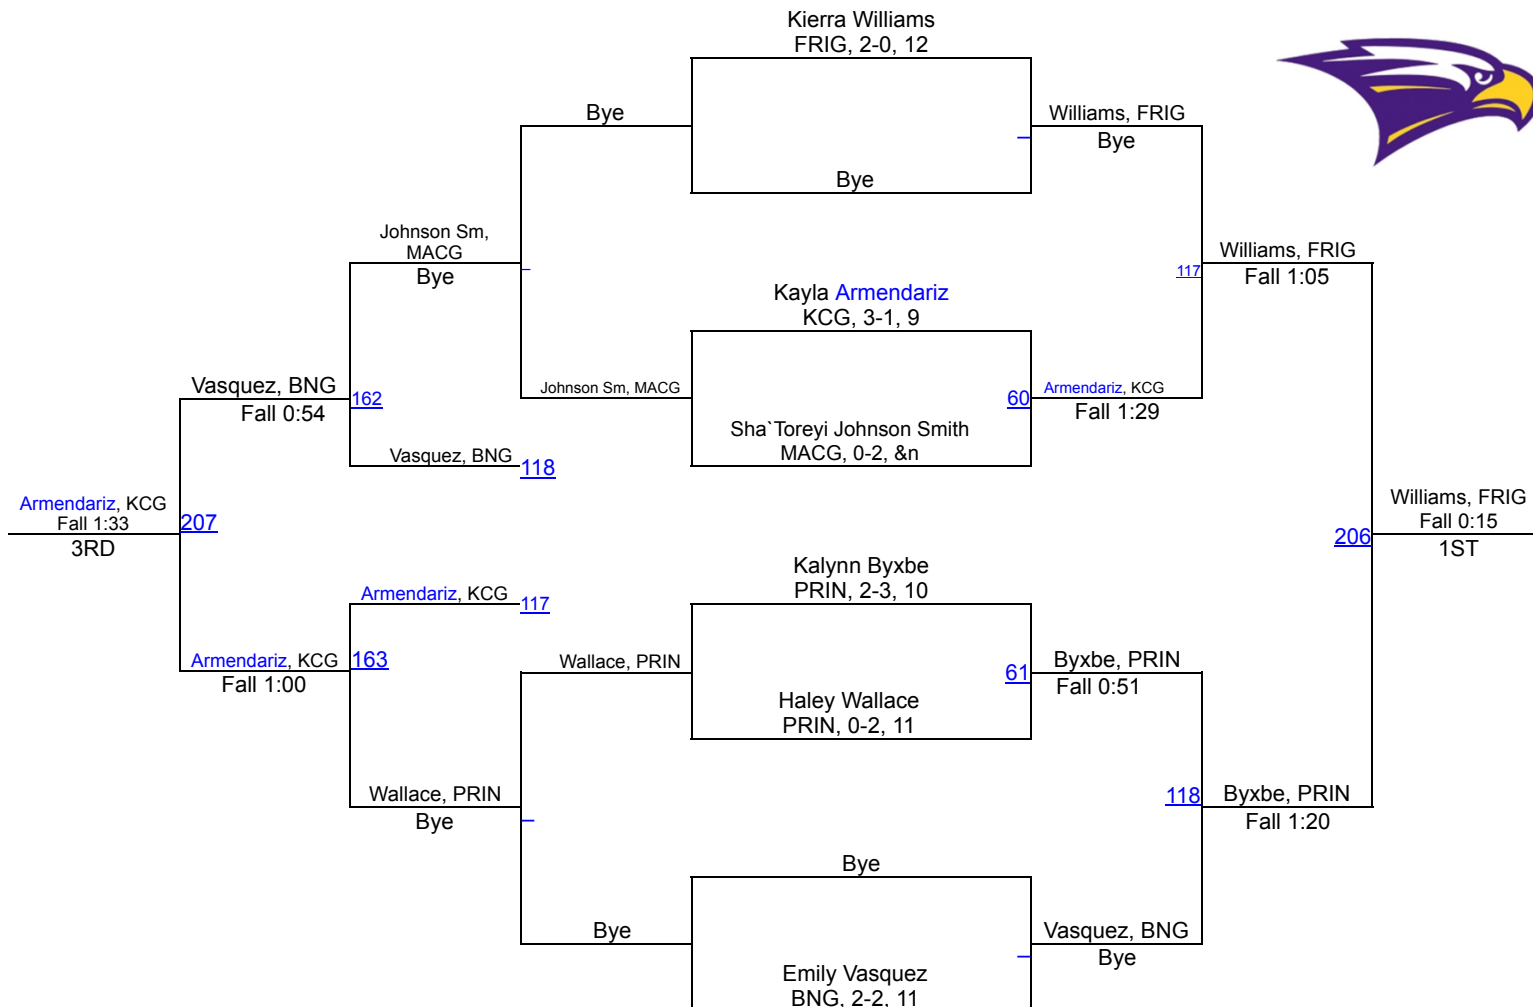 Kierra Williams
FRIG, 2-0, 12
Bye
Williams, FRIG
Bye
Bye
Johnson Sm,
MACG
Bye
Williams, FRIG
Fall 1:05
117
Kayla Armendariz
KCG, 3-1, 9
Vasquez, BNG
Fall 0:54
162
Johnson Sm, MACG
60
Armendariz, KCG
Fall 1:29
Sha`Toreyi Johnson Smith
MACG, 0-2, &n
Vasquez, BNG
118
Armendariz, KCG
Fall 1:33
3RD
207
206
Williams, FRIG
Fall 0:15
1ST
Kalynn Byxbe
PRIN, 2-3, 10
Armendariz, KCG
117
Armendariz, KCG
Fall 1:00
163
Wallace, PRIN
61
Byxbe, PRIN
Fall 0:51
Haley Wallace
PRIN, 0-2, 11
Wallace, PRIN
Bye
118
Byxbe, PRIN
Fall 1:20
Bye
Bye
Vasquez, BNG
Bye
Emily Vasquez
BNG, 2-2, 11